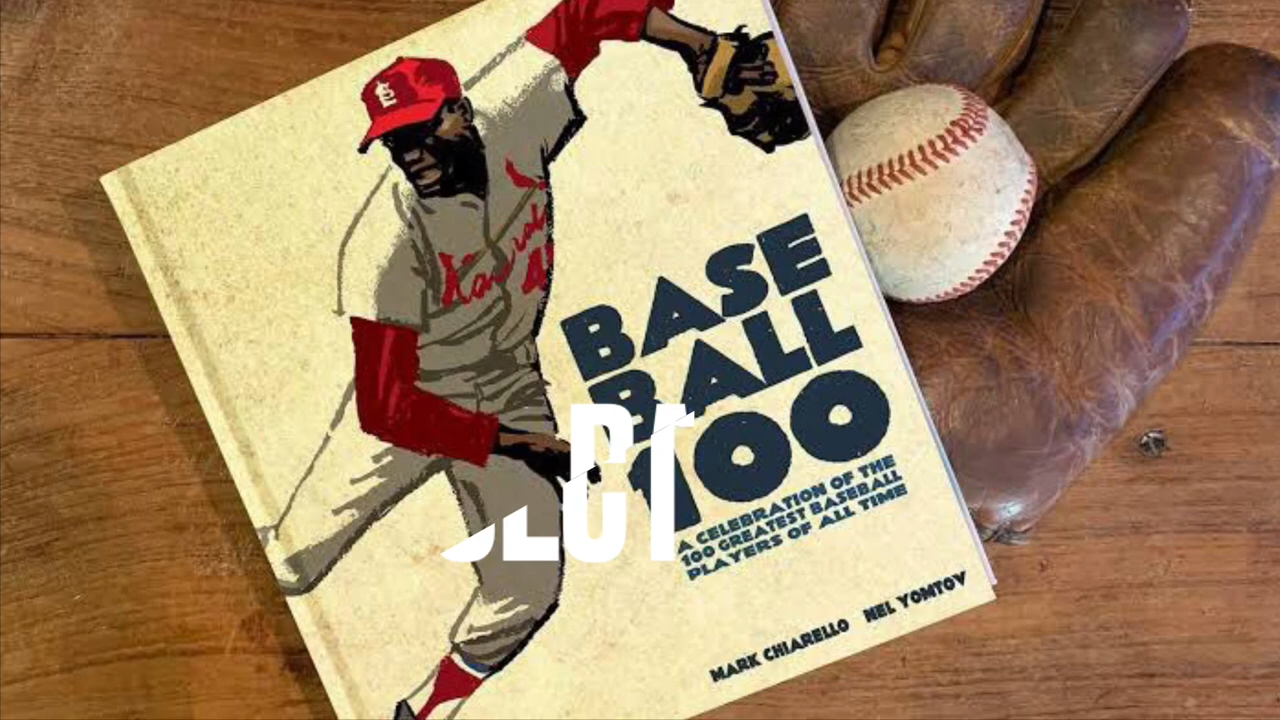 BASE
BALL
100
A CELEBRATION OF THE
100 GREATEST BASEBALL
PLAYERS OF ALL TIME
MARK CHIARELLO NEL YOMTOV